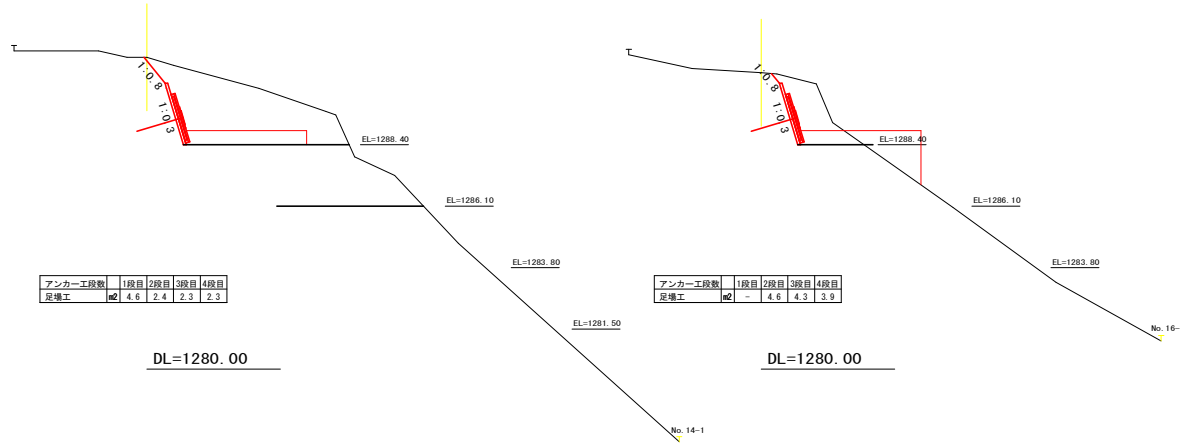 1:0.8
1:0.3
EL=1288.40
EL=1286.10
EL=1283.80
EL=1281.50
アンカー工段数 1段目 2段目 3段目 4段目
足場工 m2 4.6 2.4 2.3 2.3
DL=1280.00
No.14-1
1:0.8
1:0.3
EL=1288.40
EL=1286.10
EL=1283.80
アンカー工段数 1段目 2段目 3段目 4段目
足場工 m2 - 4.6 4.3 3.9
DL=1280.00
No.16-